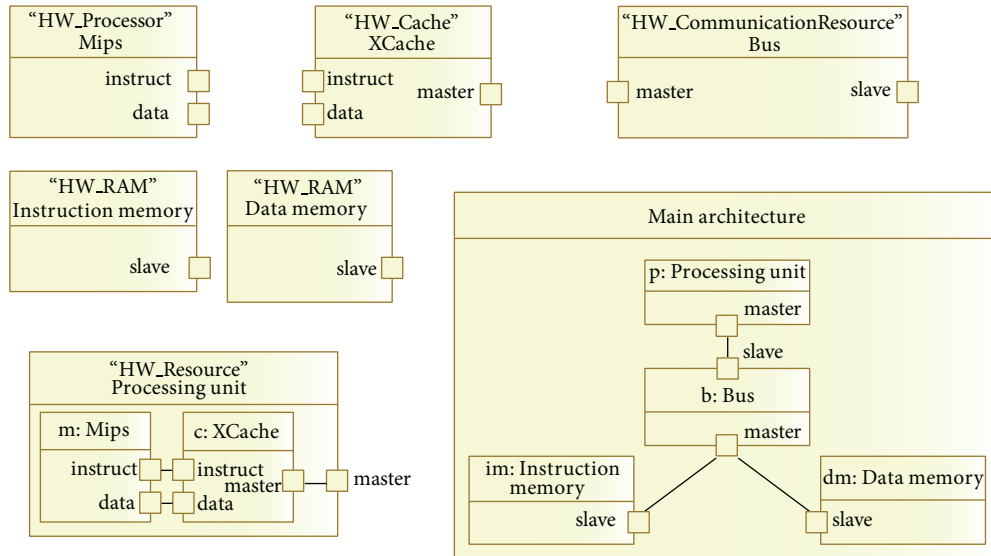 “HW_Processor”
Mips
instruct
data
“HW_Cache”
XCache
instruct
master
data
“HW_CommunicationResource”
Bus
master
slave
“HW_RAM”
Instruction memory
slave
“HW_RAM”
Data memory
slave
“HW_Resource”
Processing unit
m: Mips
instruct
data
c: XCache
instruct
master
data
master
Main architecture
p: Processing unit
master
slave
b: Bus
master
im: Instruction
memory
slave
dm: Data memory
slave